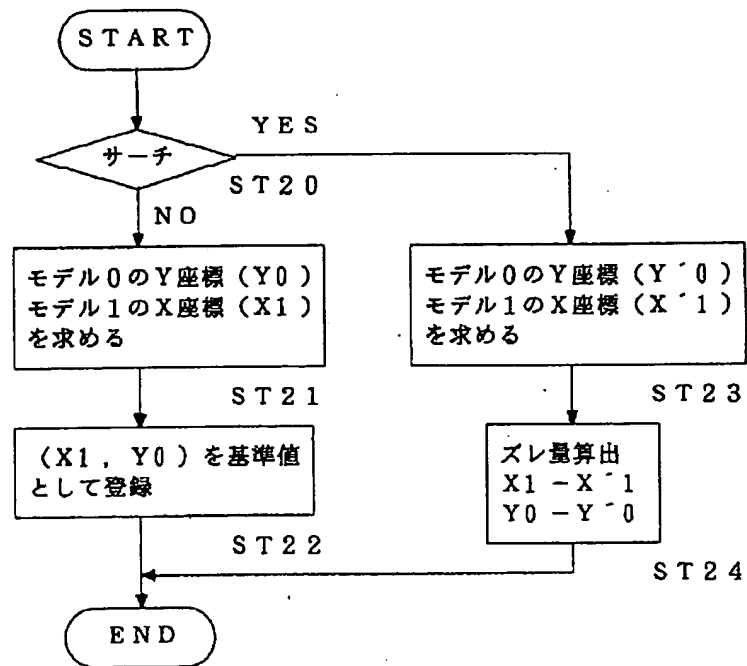 START
サーチ
YES
ST20
NO
モデル0のY座標（Y0）
モデル1のX座標（X1）
を求める
ST21
（X1，Y0）を基準値
として登録
ST22
モデル0のY座標（Y´0）
モデル1のX座標（X´1）
を求める
ST23
ズレ量算出
X1－X´1
Y0－Y´0
ST24
END